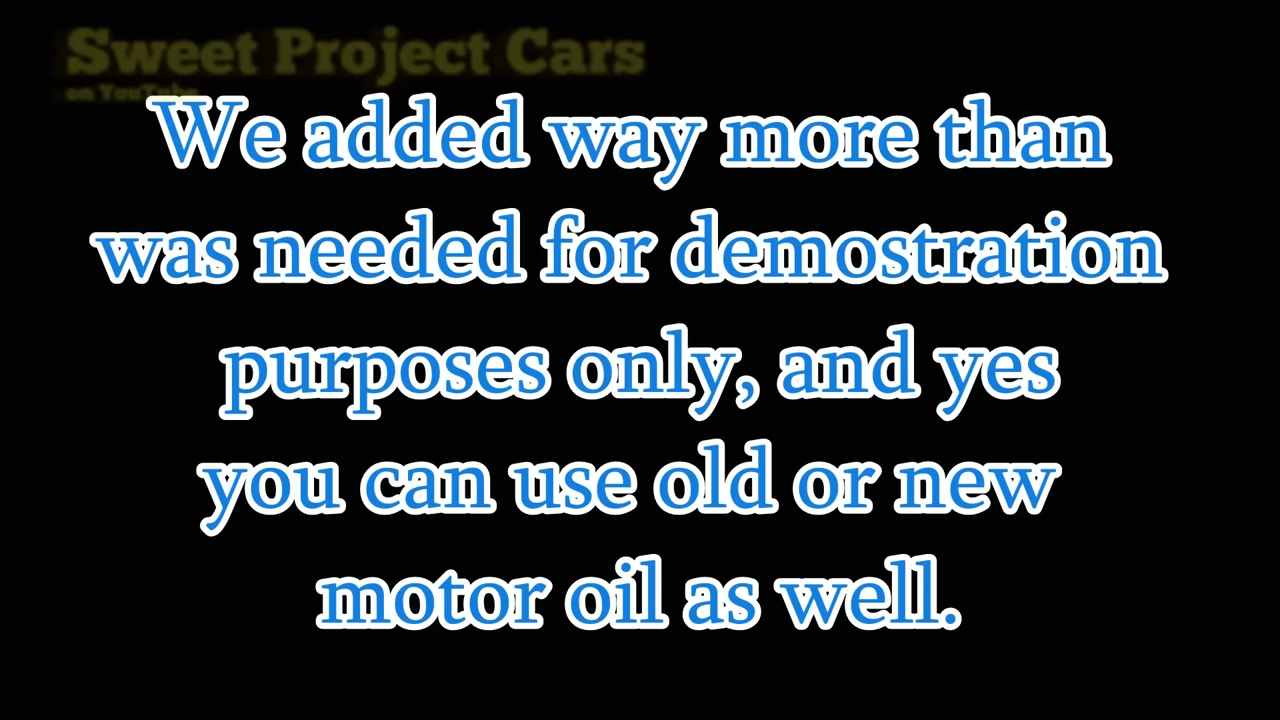 Sweet Project Cars
on YouTube
We added way more than
was needed for demostration
purposes only, and yes
you can use old or new
motor oil as well.